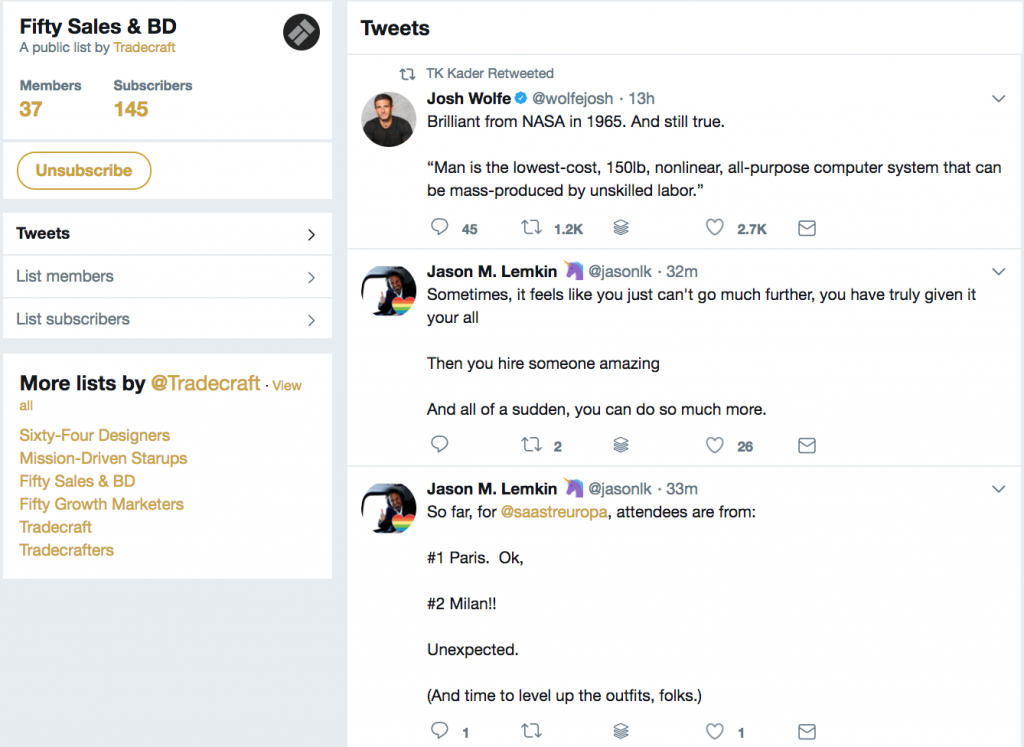 Fifty Sales & BD
A public list by Tradecraft
Members Subscribers
37 145
Unsubscribe
Tweets
List members
List subscribers
More lists by @Tradecraft · View
all
Sixty-Four Designers
Mission-Driven Starups
Fifty Sales & BD
Fifty Growth Marketers
Tradecraft
Tradecrafters
Tweets
TK Kader Retweeted
Josh Wolfe @wolfejosh · 13h
Brilliant from NASA in 1965. And still true.
“Man is the lowest-cost, 150lb, nonlinear, all-purpose computer system that can
be mass-produced by unskilled labor.”
45 1.2K 2.7K
Jason M. Lemkin 🦄 @jasonlk · 32m
Sometimes, it feels like you just can't go much further, you have truly given it
your all
Then you hire someone amazing
And all of a sudden, you can do so much more.
2 26
Jason M. Lemkin 🦄 @jasonlk · 33m
So far, for @saastreuropa, attendees are from:
#1 Paris.  Ok,
#2 Milan!!
Unexpected.
(And time to level up the outfits, folks.)
1 1